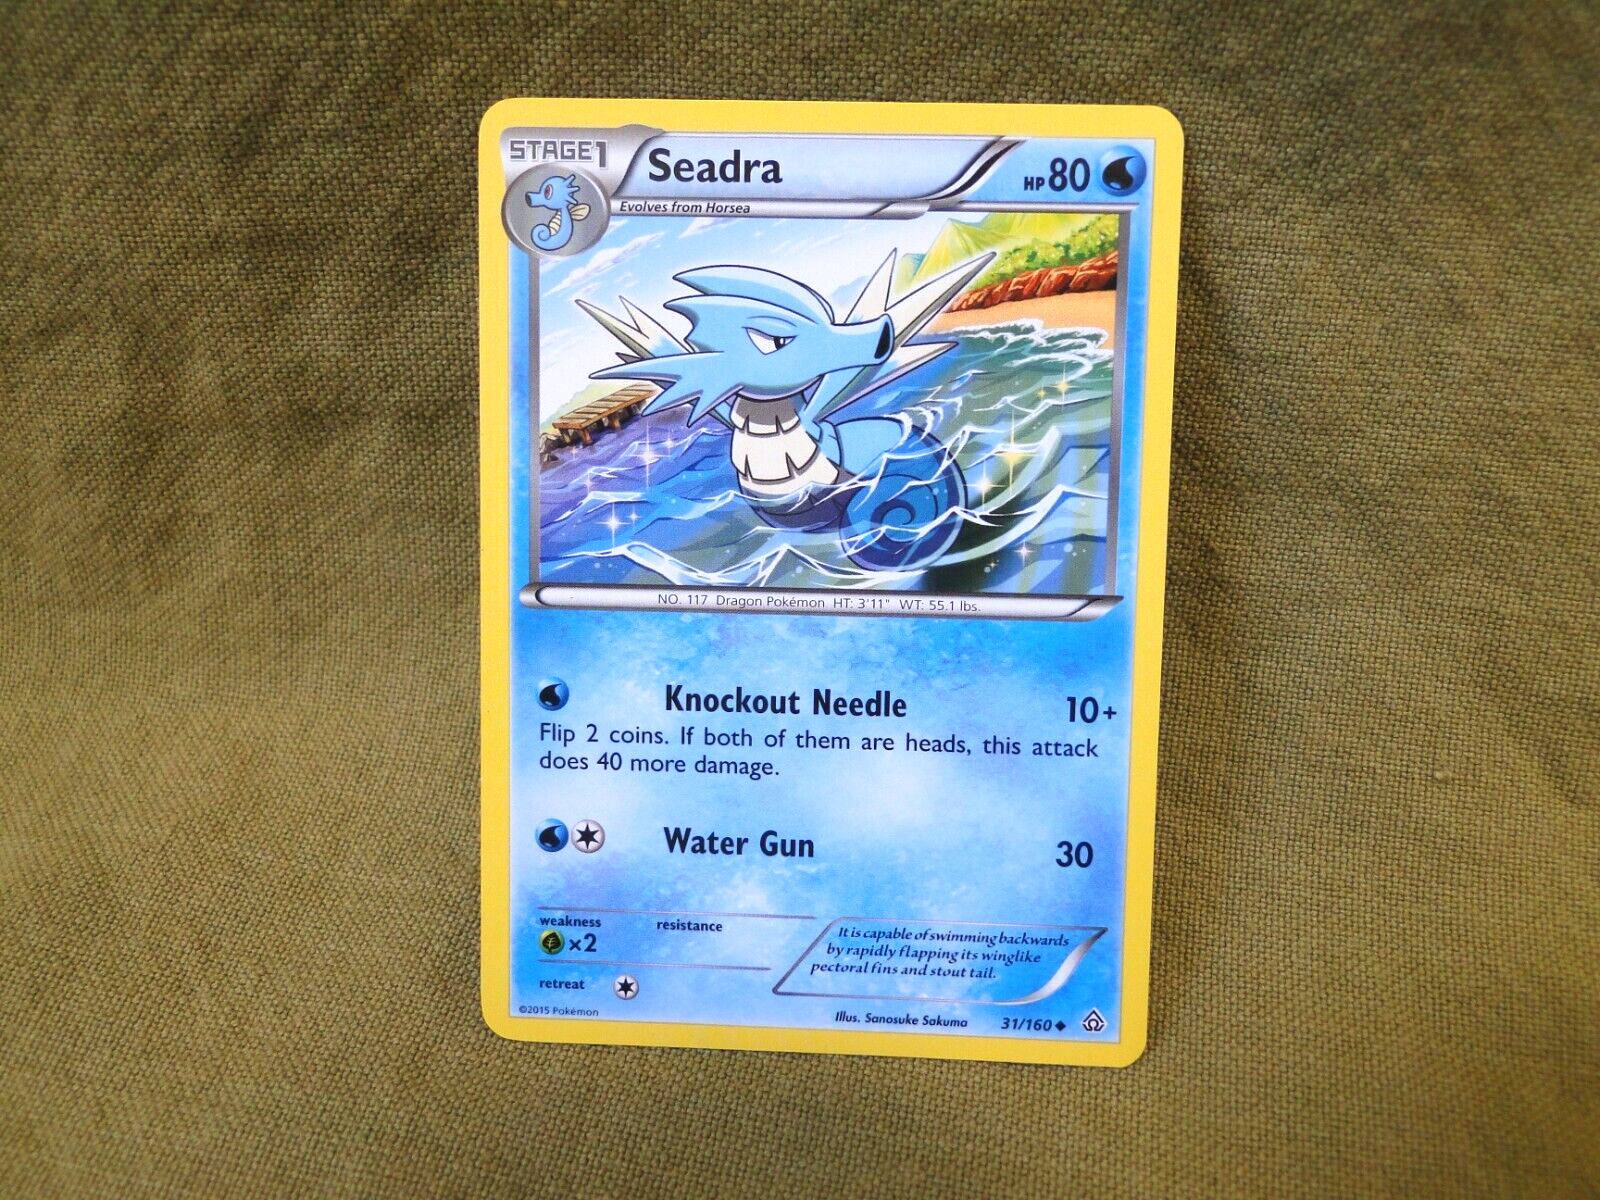 STAGE1
Seadra
HP 80
Evolves from Horsea
NO. 117 Dragon Pokémon HT: 3'11" WT: 55.1 lbs.
Knockout Needle 10+
Flip 2 coins. If both of them are heads, this attack
does 40 more damage.
Water Gun 30
weakness resistance
×2
It is capable of swimming backwards
by rapidly flapping its winglike
pectoral fins and stout tail.
retreat
©2015 Pokémon
Illus. Sanosuke Sakuma 31/160